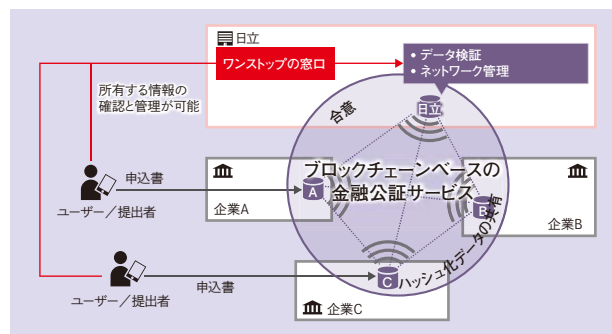 日立
ワンストップの窓口
• データ検証
• ネットワーク管理
所有する情報の
確認と管理が可能
合意
日立
ブロックチェーンベースの
金融公証サービス
申込書
A
企業A
ユーザー／提出者
B
企業B
ハッシュ化データの共有
申込書
C
企業C
ユーザー／提出者